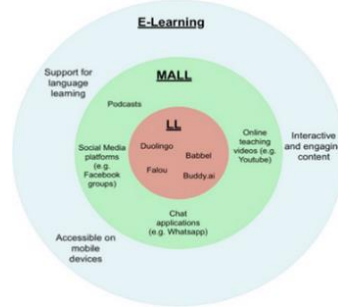 E-Learning
Support for
language
learning
MALL
Podcasts
LL
Duolingo
Babbel
Falou
Buddy.ai
Social Media
platforms
(e.g.
Facebook
groups)
Online
teaching
videos (e.g.
Youtube)
Interactive
and engaging
content
Chat
applications
(e.g. Whatsapp)
Accessible on
mobile
devices